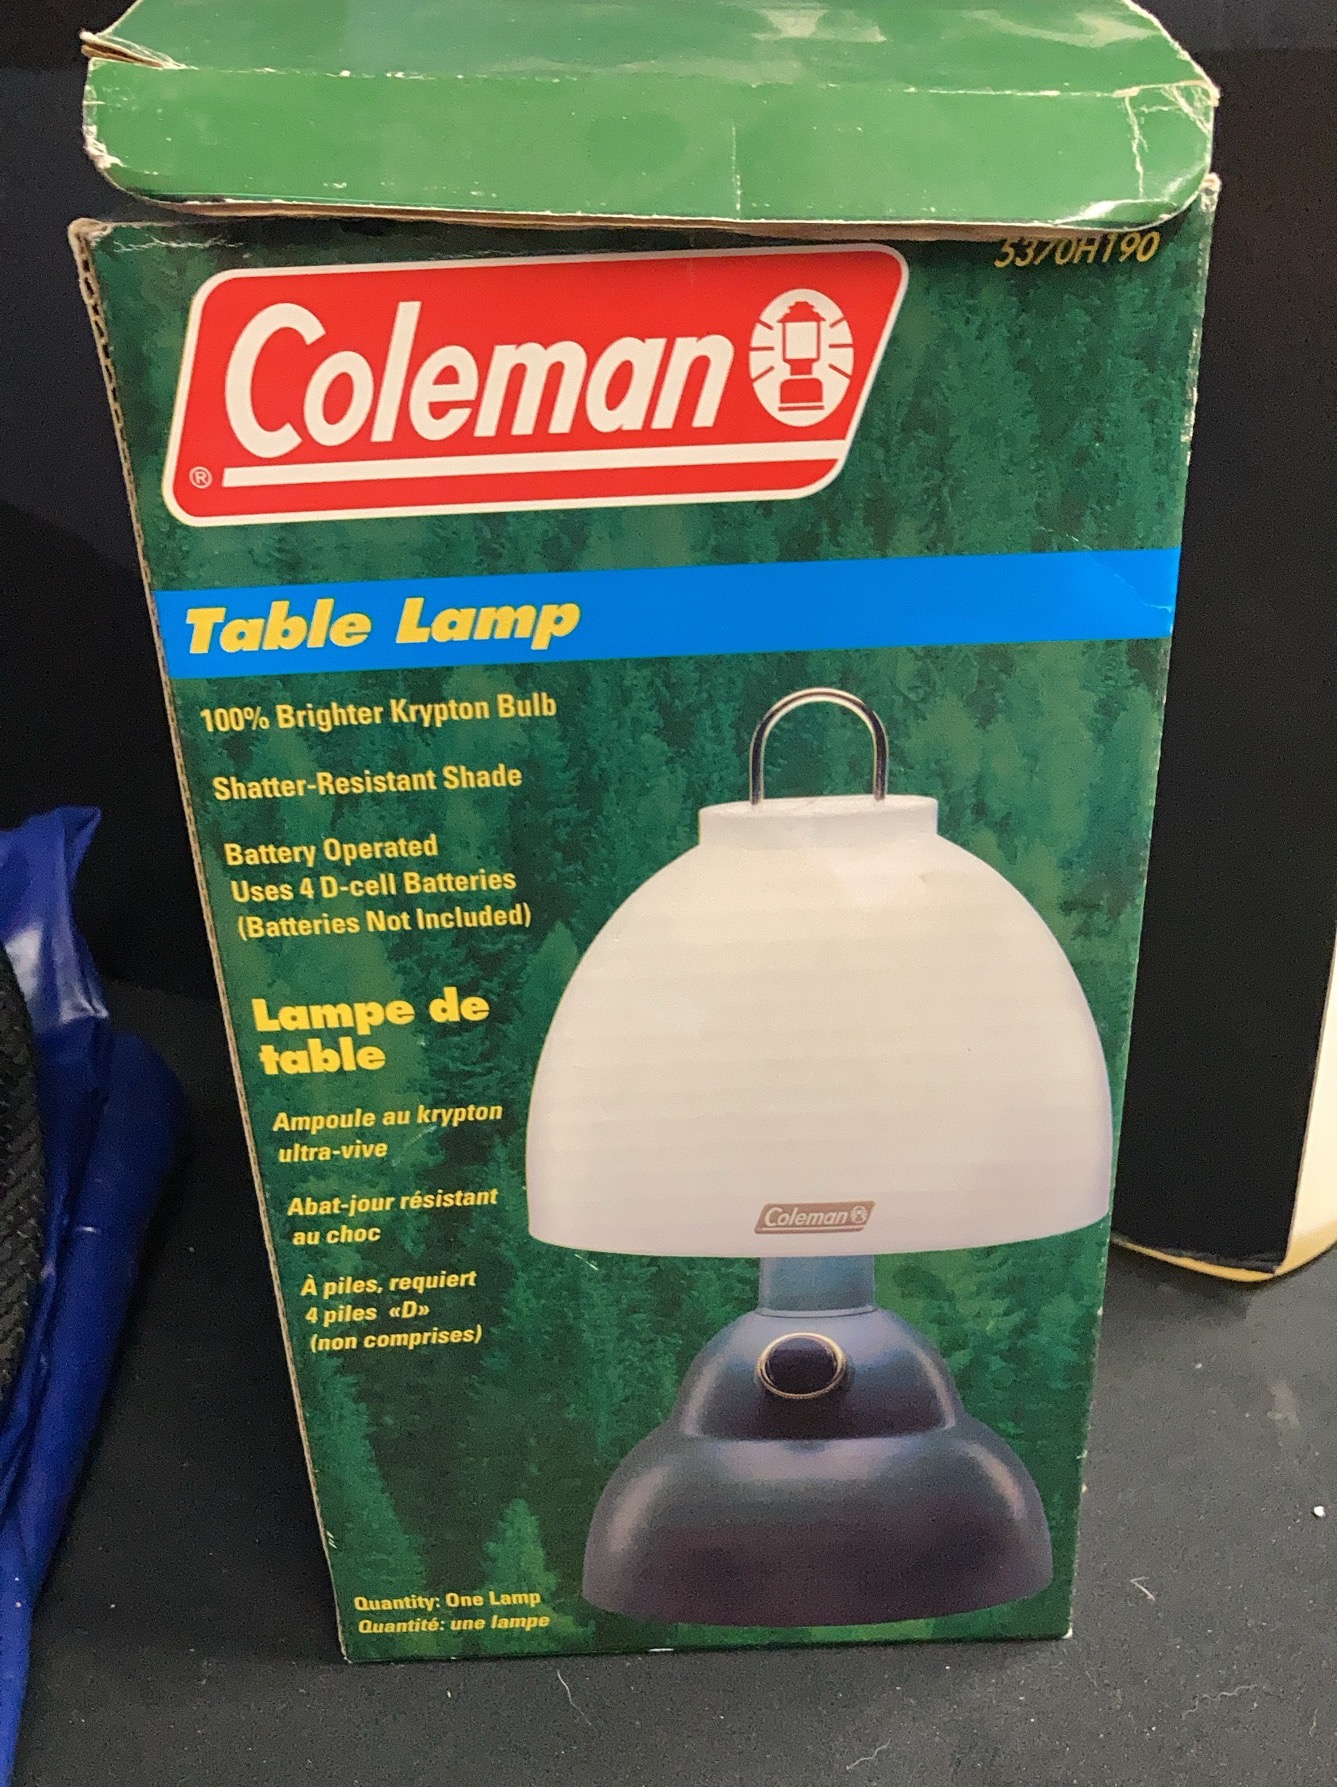 5370H190
Coleman
®
Table Lamp
100% Brighter Krypton Bulb
Shatter-Resistant Shade
Battery Operated
Uses 4 D-cell Batteries
(Batteries Not Included)
Lampe de
table
Ampoule au krypton
ultra-vive
Abat-jour résistant
au choc
À piles, requiert
4 piles «D»
(non comprises)
Coleman
Quantity: One Lamp
Quantité: une lampe